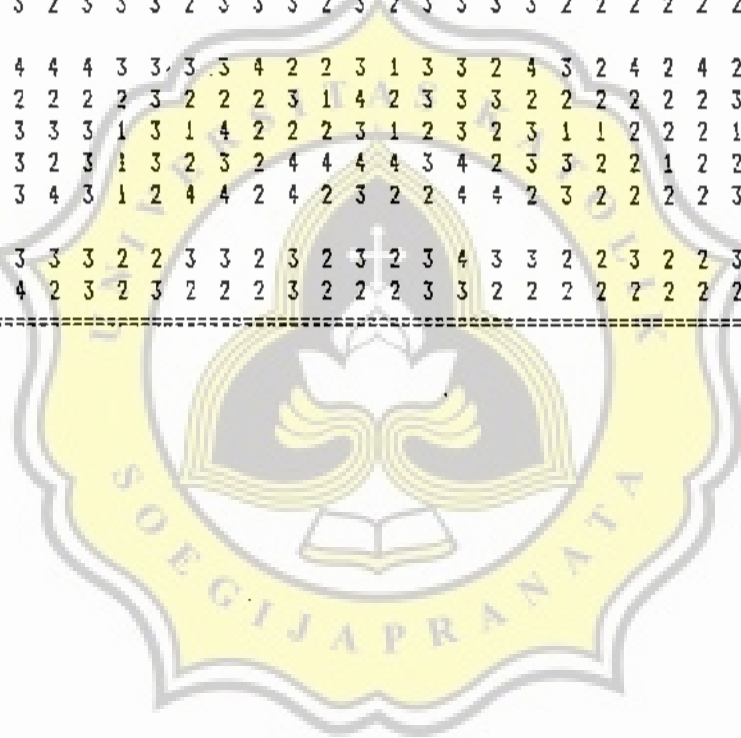 3 2 3 3 3 2 3 3 3 2 3 2 3 3 3 3 2 2 2 2 2 2
4 4 4 3 3 3 3 4 2 2 3 1 3 3 2 4 3 2 4 2 4 2
2 2 2 2 3 2 2 2 3 1 4 2 3 3 3 2 2 2 2 2 2 3
3 3 3 1 3 1 4 2 2 2 3 1 2 3 2 3 1 1 2 2 2 1
3 2 3 1 3 2 3 2 4 4 4 4 3 4 2 3 3 2 2 1 2 2
3 4 3 1 2 4 4 2 4 2 3 2 2 4 4 2 3 2 2 2 2 3
3 3 3 2 2 3 3 2 3 2 3 2 3 4 3 3 2 2 3 2 2 3
4 2 3 2 3 2 2 2 3 2 2 2 3 3 2 2 2 2 2 2 2 2
UNIVERSITAS KATOLIK
SOEGIJAPRANATA